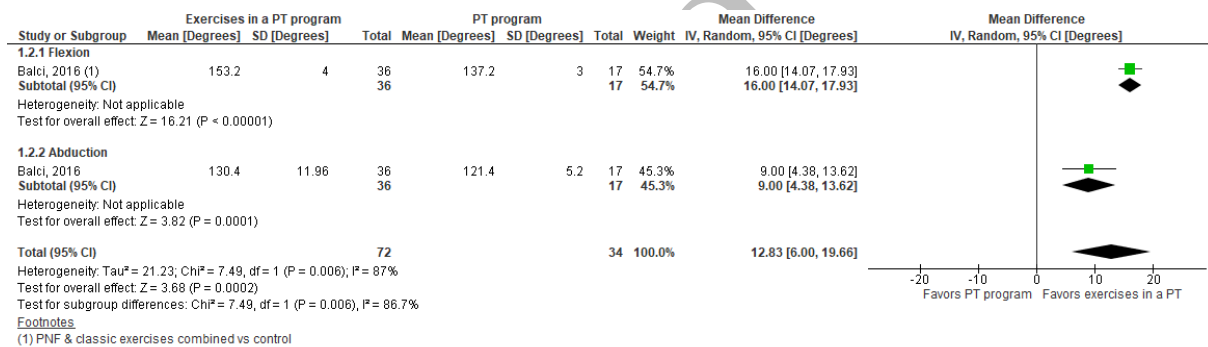 Exercises in a PT program PT program Mean Difference Mean Difference
Study or Subgroup Mean [Degrees] SD [Degrees] Total Mean [Degrees] SD [Degrees] Total Weight IV, Random, 95% CI [Degrees] IV, Random, 95% CI [Degrees]
1.2.1 Flexion
Balci, 2016 (1) 153.2 4 36 137.2 3 17 54.7% 16.00 [14.07, 17.93]
Subtotal (95% CI) 36 17 54.7% 16.00 [14.07, 17.93]
Heterogeneity: Not applicable
Test for overall effect: Z = 16.21 (P < 0.00001)
1.2.2 Abduction
Balci, 2016 130.4 11.96 36 121.4 5.2 17 45.3% 9.00 [4.38, 13.62]
Subtotal (95% CI) 36 17 45.3% 9.00 [4.38, 13.62]
Heterogeneity: Not applicable
Test for overall effect: Z = 3.82 (P = 0.0001)
Total (95% CI) 72 34 100.0% 12.83 [6.00, 19.66]
Heterogeneity: Tau² = 21.23; Chi² = 7.49, df = 1 (P = 0.006); I² = 87%
Test for overall effect: Z = 3.68 (P = 0.0002)
Test for subgroup differences: Chi² = 7.49, df = 1 (P = 0.006), I² = 86.7%
-20 -10 0 10 20
Favors PT program Favors exercises in a PT
Footnotes
(1) PNF & classic exercises combined vs control